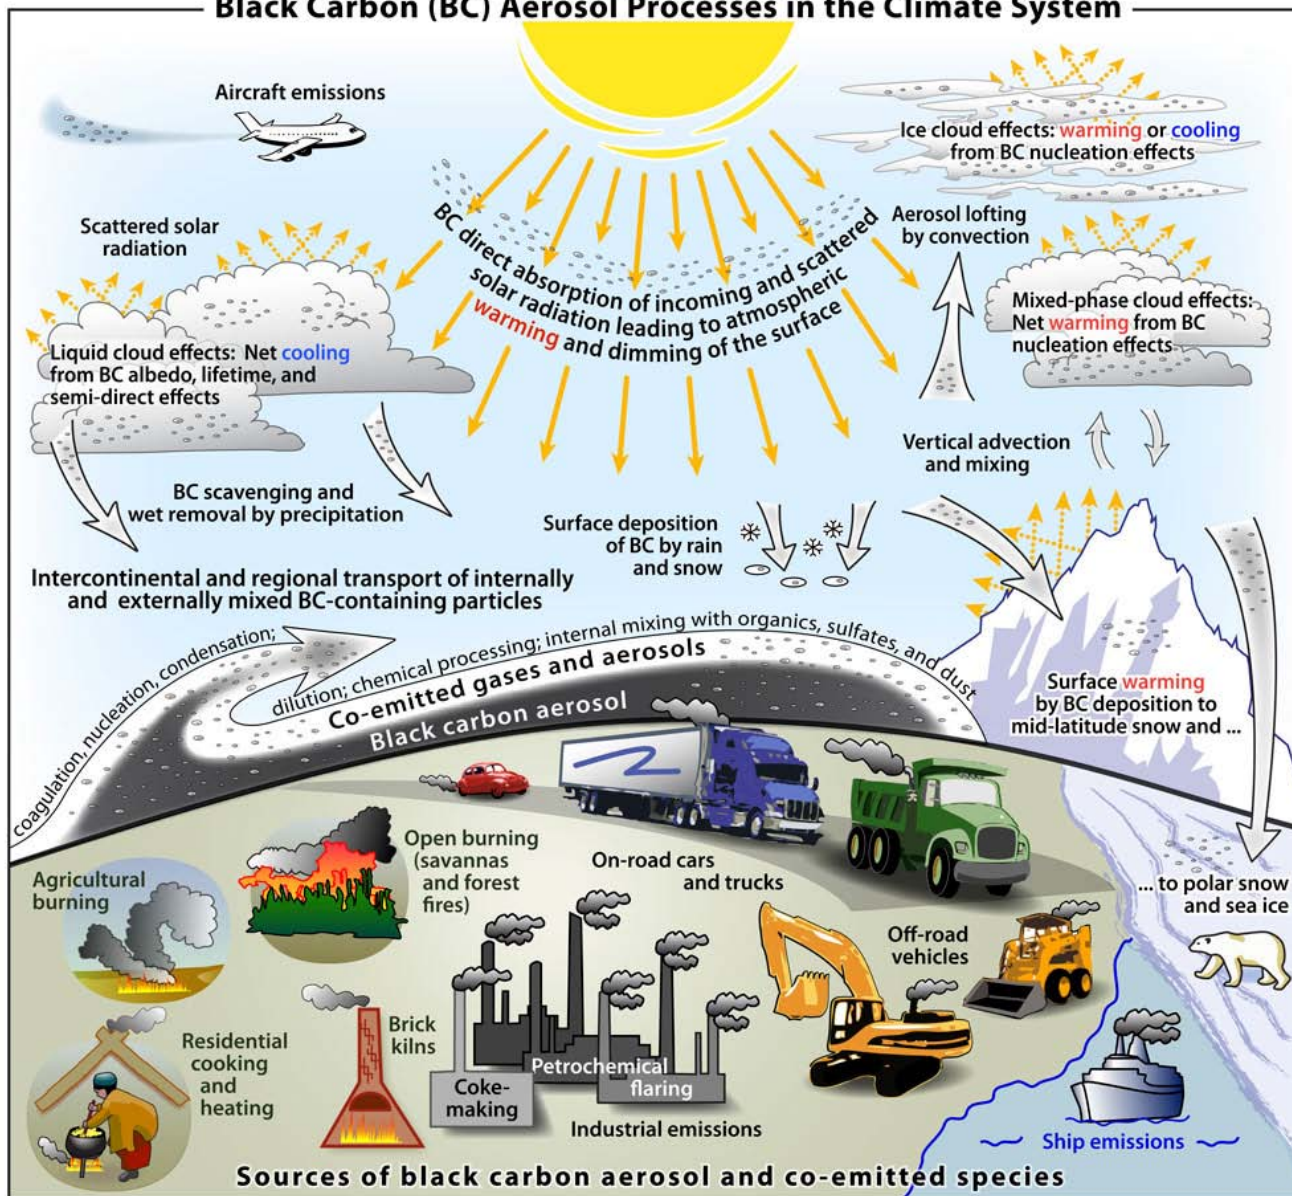 Black Carbon (BC) Aerosol Processes in the Climate System
Aircraft emissions
Ice cloud effects: warming or cooling
from BC nucleation effects
Scattered solar
radiation
BC direct absorption of incoming and scattered
solar radiation leading to atmospheric
warming and dimming of the surface
Aerosol lofting
by convection
Liquid cloud effects: Net cooling
from BC albedo, lifetime, and
semi-direct effects
Mixed-phase cloud effects:
Net warming from BC
nucleation effects
Vertical advection
and mixing
BC scavenging and
wet removal by precipitation
Surface deposition
of BC by rain
and snow
Intercontinental and regional transport of internally
and externally mixed BC-containing particles
coagulation, nucleation, condensation;
dilution; chemical processing; internal mixing with organics, sulfates, and dust
Co-emitted gases and aerosols
Black carbon aerosol
Surface warming
by BC deposition to
mid-latitude snow and ...
... to polar snow
and sea ice
Agricultural
burning
Open burning
(savannas
and forest
fires)
On-road cars
and trucks
Off-road
vehicles
Residential
cooking
and
heating
Brick
kilns
Coke-
making
Petrochemical
flaring
Industrial emissions
Ship emissions
Sources of black carbon aerosol and co-emitted species